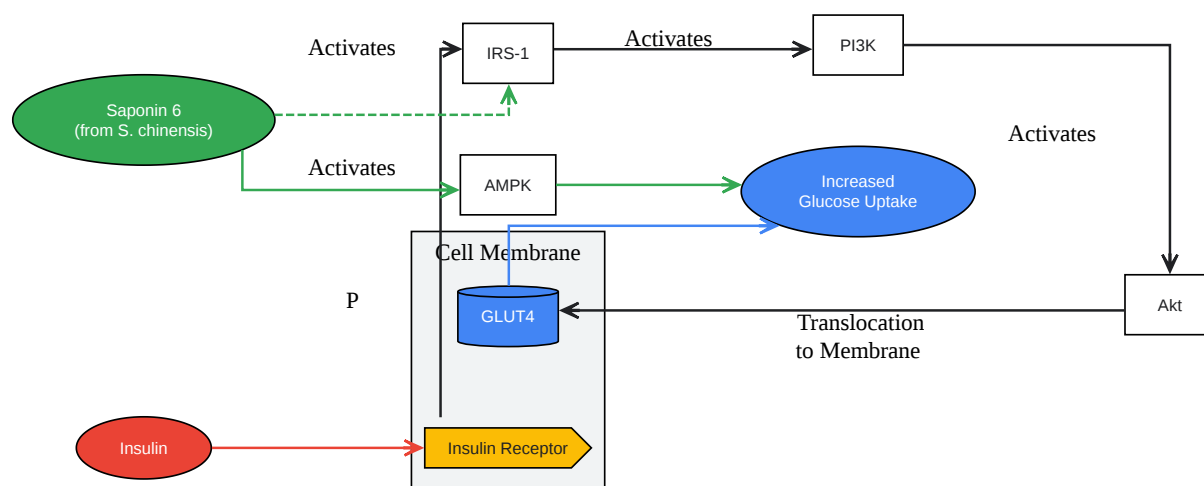 Activates
IRS-1
Activates
PI3K
Saponin 6
(from S. chinensis)
Activates
Activates
AMPK
Increased
Glucose Uptake
Cell Membrane
P
GLUT4
Akt
Translocation
to Membrane
Insulin
Insulin Receptor